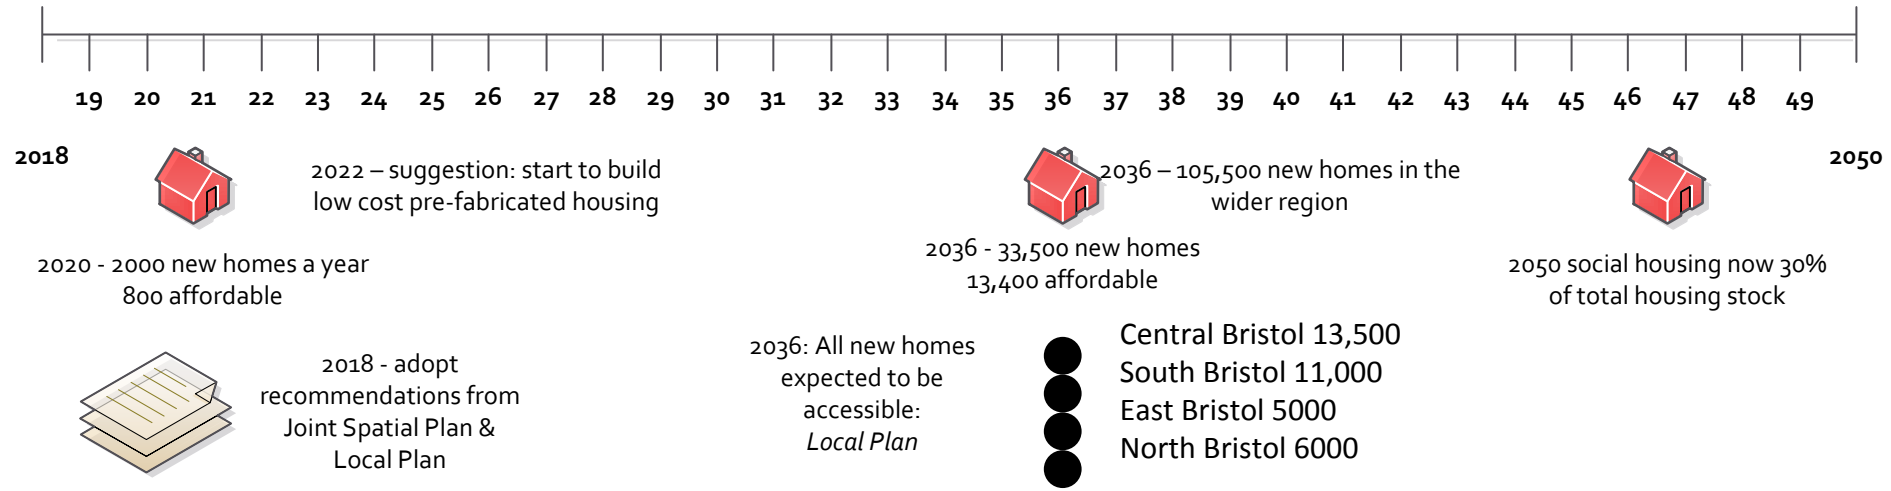 19 20 21 22 23 24 25 26 27 28 29 30 31 32 33 34 35 36 37 38 39 40 41 42 43 44 45 46 47 48 49
2018
2050
2022 – suggestion: start to build
low cost pre-fabricated housing
2036 – 105,500 new homes in the
wider region
2020 - 2000 new homes a year
800 affordable
2036 - 33,500 new homes
13,400 affordable
2050 social housing now 30%
of total housing stock
2018 - adopt
recommendations from
Joint Spatial Plan &
Local Plan
2036: All new homes
expected to be
accessible:
Local Plan
Central Bristol 13,500
South Bristol 11,000
East Bristol 5000
North Bristol 6000